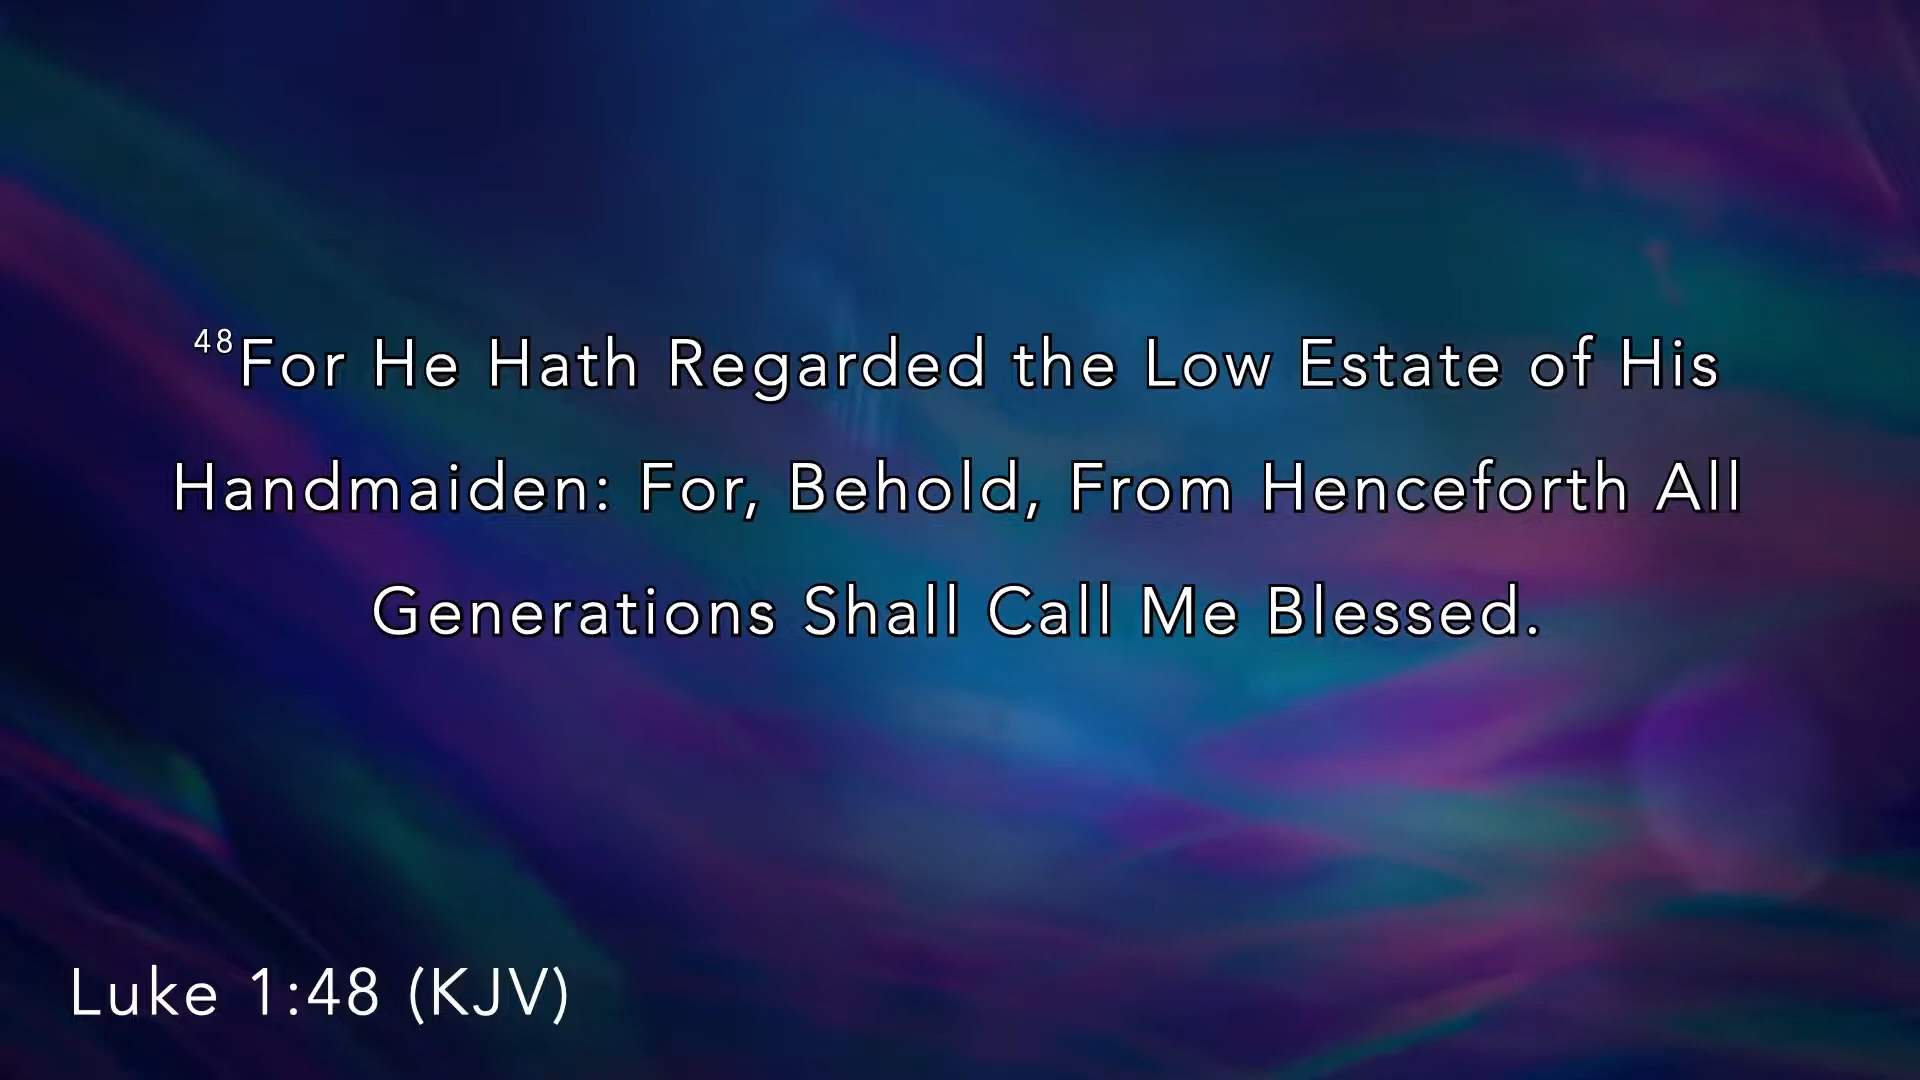 48For He Hath Regarded the Low Estate of His
Handmaiden: For, Behold, From Henceforth All
Generations Shall Call Me Blessed.
Luke 1:48 (KJV)